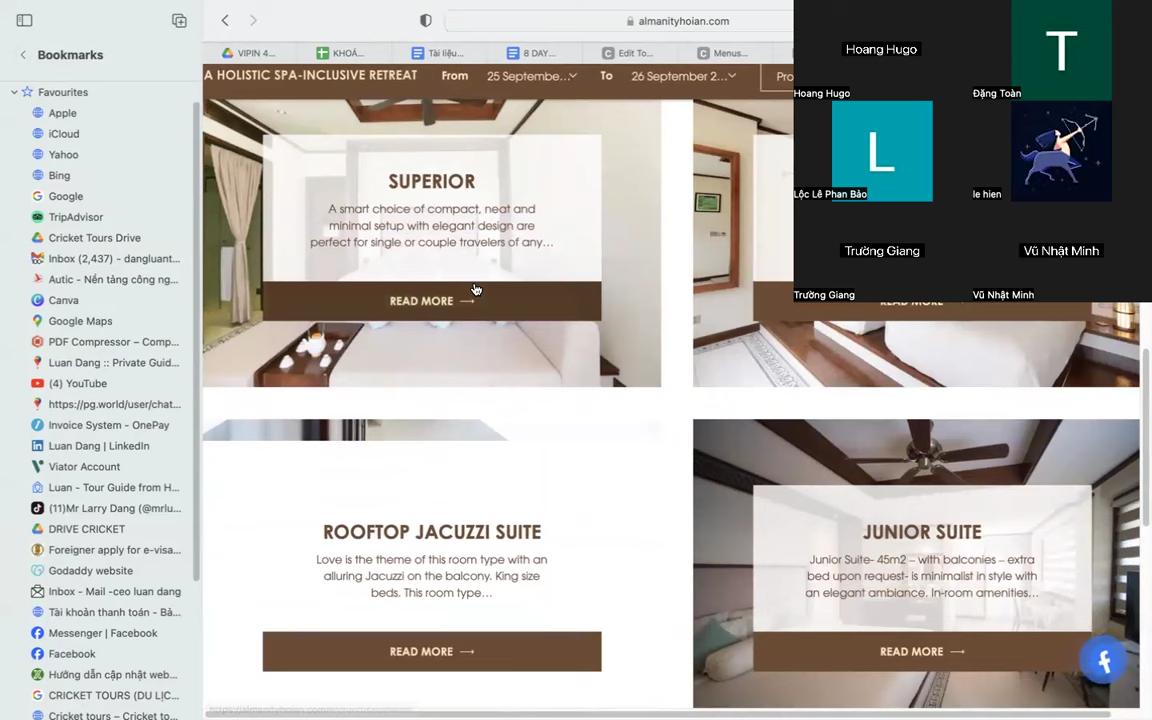 Bookmarks
Favourites
Apple
iCloud
Yahoo
Bing
Google
TripAdvisor
Cricket Tours Drive
Inbox (2,437) - dangluant...
Autic - Nền tảng công ng...
Canva
Google Maps
PDF Compressor – Comp...
Luan Dang :: Private Guid...
(4) YouTube
https://pg.world/user/chat...
Invoice System - OnePay
Luan Dang | LinkedIn
Viator Account
Luan - Tour Guide from H...
(11)Mr Larry Dang (@mrlu...
DRIVE CRICKET
Foreigner apply for e-visa...
Godaddy website
Inbox - Mail -ceo luan dang
Tài khoản thanh toán - Bả...
Messenger | Facebook
Facebook
Hướng dẫn cập nhật web...
CRICKET TOURS (DU LỊC...
Cricket tours – Cricket to...
almanityhoian.com
VIPIN 4...
KHOÁ...
Tài liệu...
8 DAY...
Edit To...
Menus...
A HOLISTIC SPA-INCLUSIVE RETREAT
From
25 Septembe...
To
26 September 2...
Pro
SUPERIOR
A smart choice of compact, neat and
minimal setup with elegant design are
perfect for single or couple travelers of any...
READ MORE
READ MORE
ROOFTOP JACUZZI SUITE
Love is the theme of this room type with an
alluring Jacuzzi on the balcony. King size
beds. This room type...
READ MORE
JUNIOR SUITE
Junior Suite- 45m2 – with balconies – extra
bed upon request- is minimalist in style with
an elegant ambiance. In-room amenities...
READ MORE
Hoang Hugo
Hoang Hugo
T
Đặng Toàn
L
Lộc Lê Phan Bảo
le hien
Trường Giang
Trường Giang
Vũ Nhật Minh
Vũ Nhật Minh